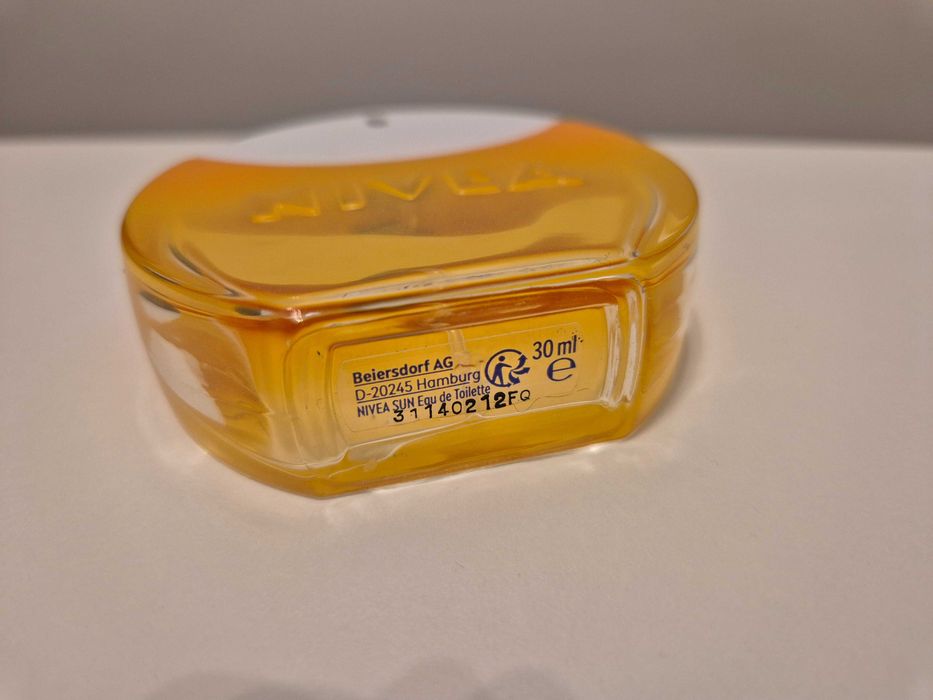 NIVEA
Beiersdorf AG
D-20245 Hamburg
NIVEA SUN Eau de Toilette
30 ml
e
31140212FQ